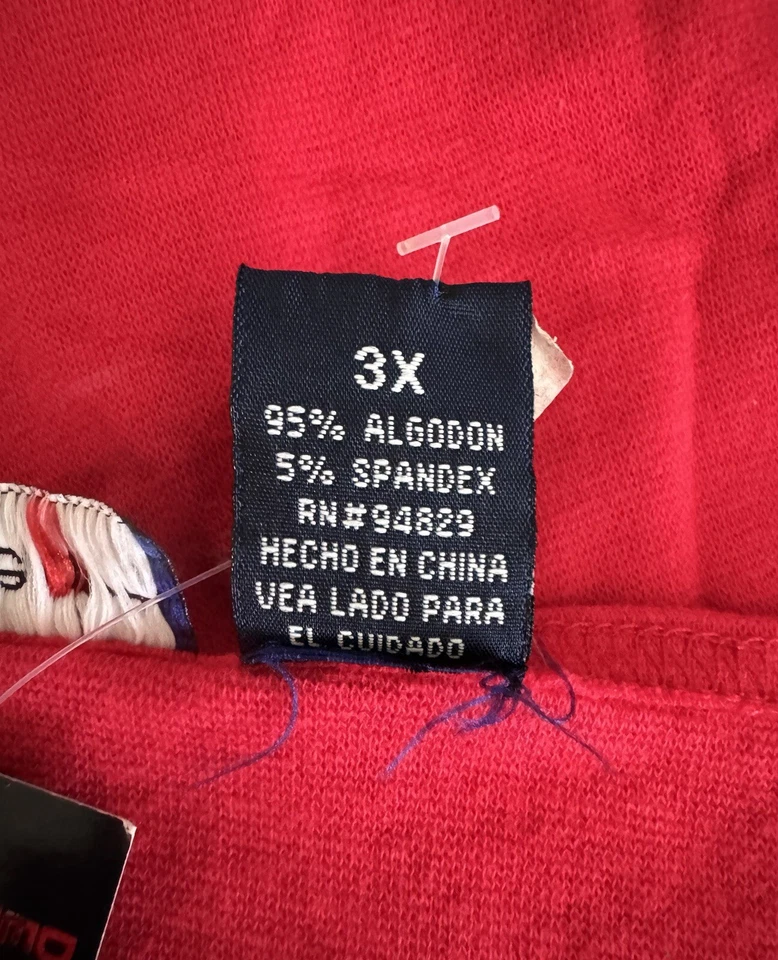 3X
95% ALGODON
5% SPANDEX
RN#94829
HECHO EN CHINA
VEA LADO PARA
EL CUIDADO